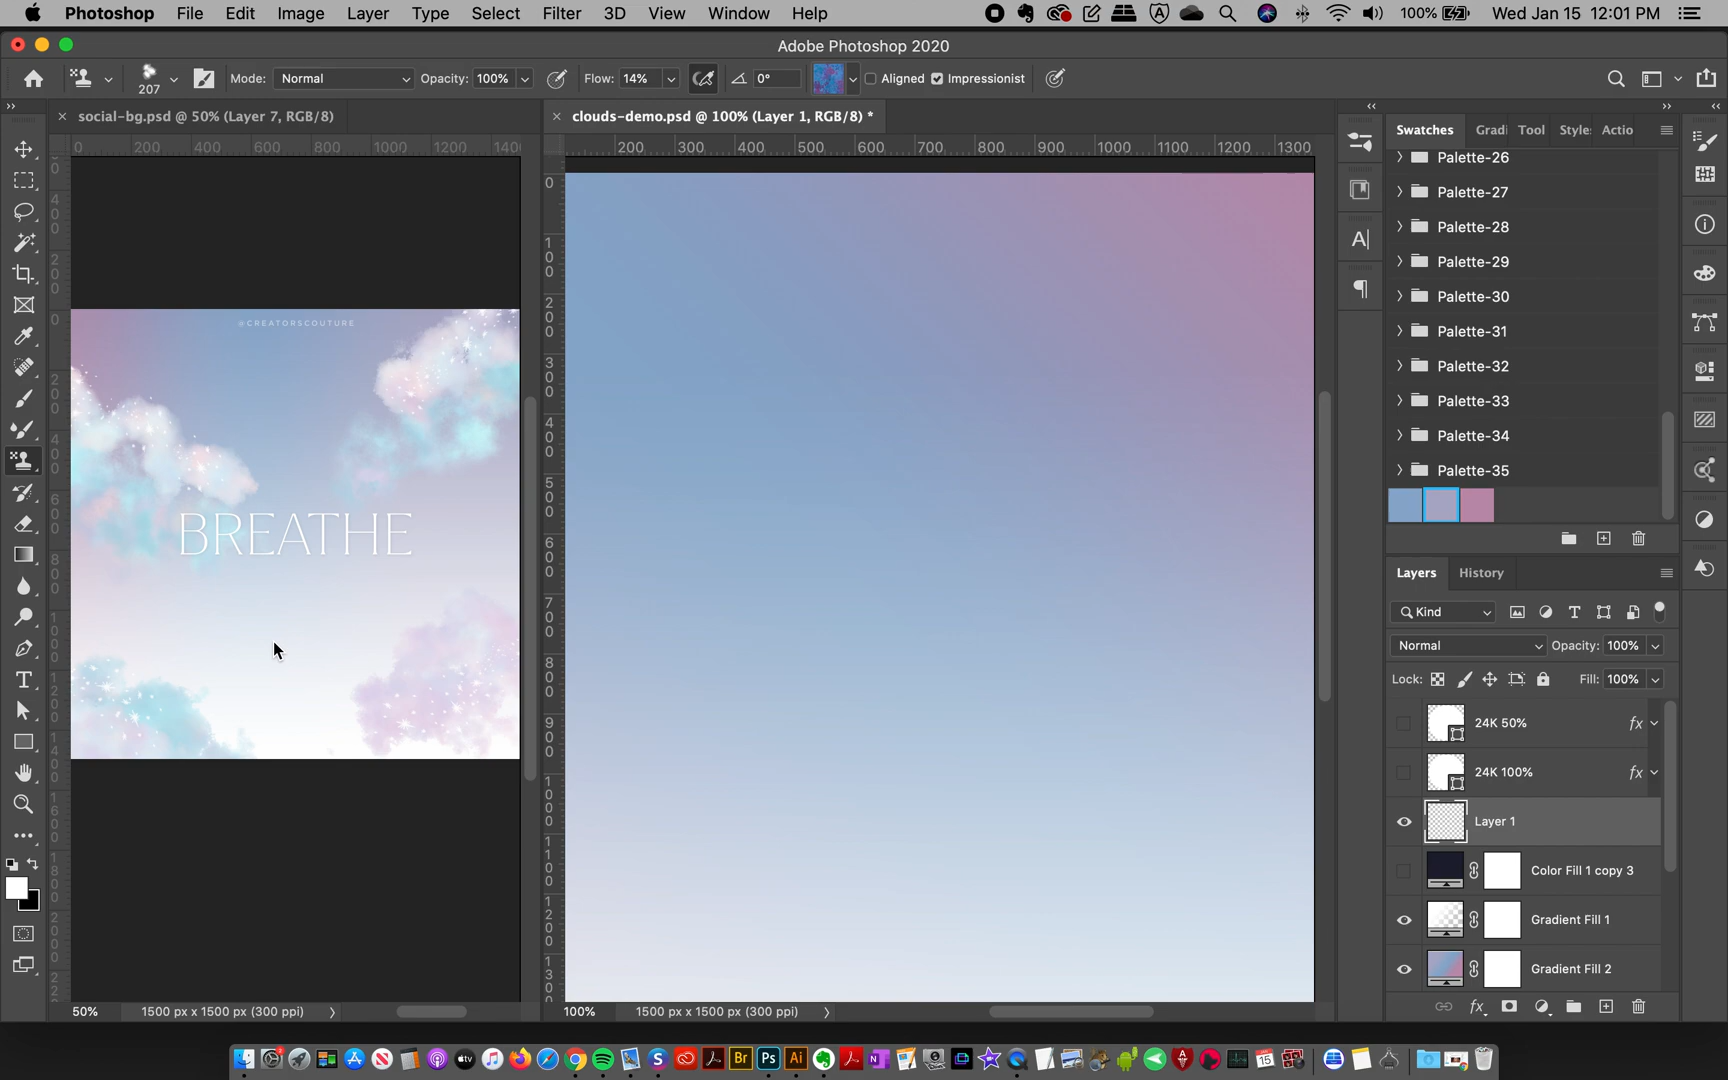 Photoshop File Edit Image Layer Type Select Filter 3D View Window Help 100% Wed Jan 15 12:01 PM
Adobe Photoshop 2020
207 Mode: Normal Opacity: 100% Flow: 14% 0° Aligned Impressionist
social-bg.psd @ 50% (Layer 7, RGB/8) clouds-demo.psd @ 100% (Layer 1, RGB/8) *
0 200 400 600 800 1000 1200 1400
200 300 400 500 600 700 800 900 1000 1100 1200 1300
Swatches Gradi Tool Style: Actio
Palette-26
Palette-27
Palette-28
Palette-29
Palette-30
Palette-31
Palette-32
Palette-33
Palette-34
Palette-35
@CREATORSCOUTURE
BREATHE
Layers History
Kind
Normal Opacity: 100%
Lock: Fill: 100%
24K 50% fx
24K 100% fx
Layer 1
Color Fill 1 copy 3
Gradient Fill 1
Gradient Fill 2
50% 1500 px x 1500 px (300 ppi) 100% 1500 px x 1500 px (300 ppi)